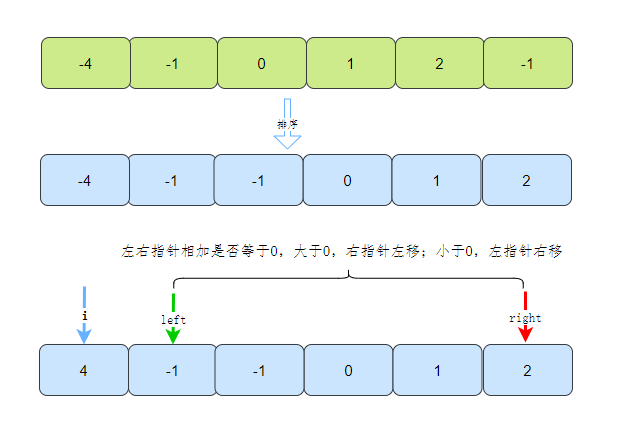 -4 -1 0 1 2 -1
排序
-4 -1 -1 0 1 2
左右指针相加是否等于0，大于0，右指针左移；小于0，左指针右移
i left right
4 -1 -1 0 1 2